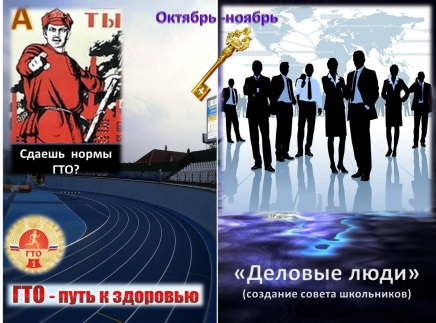 Октябрь - ноябрь
А ТЫ
Сдаешь нормы
ГТО?
ГТО
ГТО - путь к здоровью
«Деловые люди»
(создание совета школьников)